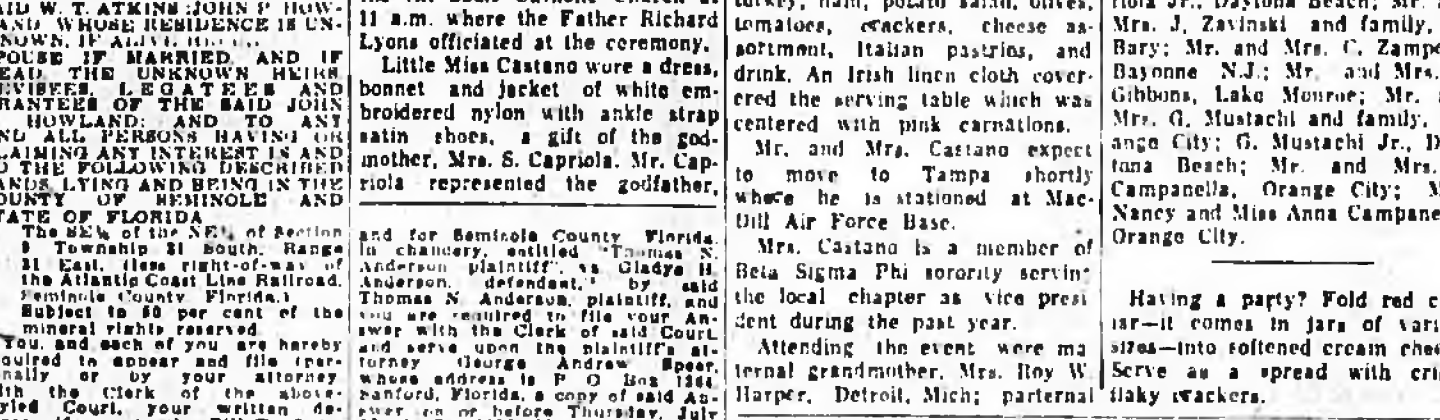 AID W. T. ATKINS; JOHN P HOW-
AND WHOSE RESIDENCE IS UN-
NOWN, IF ALIVE,
POUSE IF MARRIED, AND IF
EAD, THE UNKNOWN HEIRS,
EVISEES, LEGATEES AND
RANTEES OF THE SAID JOHN
HOWLAND; AND TO ANY
ND ALL PERSONS HAVING OR
LAIMING ANY INTEREST IN AND
O THE FOLLOWING DESCRIBED
ANDS LYING AND BEING IN THE
OUNTY OF SEMINOLE AND
TATE OF FLORIDA
The SE¼ of the NE¼ of Section
Township 21 South, Range
31 East, (less right-of-way of
the Atlantic Coast Line Railroad,
Seminole County, Florida.)
Subject to 50 per cent of the
mineral rights reserved
You, and each of you are hereby
quired to appear and file (per-
nally or by your attorney
ith the Clerk of the above-
Court, your written de-
11 a.m. where the Father Richard
Lyons officiated at the ceremony.
Little Miss Castano wore a dress,
bonnet and jacket of white em-
broidered nylon with ankle strap
satin shoes, a gift of the god-
mother, Mrs. S. Capriola. Mr. Cap-
riola represented the godfather,
and for Seminole County Florida,
in chancery, entitled "Thomas N.
Anderson plaintiff", vs Gladys H.
Anderson, defendant," by said
Thomas N. Anderson, plaintiff, and
you are required to file your An-
swer with the Clerk of said Court
and serve upon the plaintiff's at-
torney George Andrew Speer,
whose address is P O Box 1364,
Sanford, Florida, a copy of said An-
swer on or before Thursday, July
turkey, ham, potato salad, olives,
tomatoes, crackers, cheese as-
sortment, Italian pastries, and
drink. An Irish linen cloth cover-
ered the serving table which was
centered with pink carnations.
Mr. and Mrs. Castano expect
to move to Tampa shortly
where he is stationed at Mac-
Dill Air Force Base.
Mrs. Castano is a member of
Beta Sigma Phi sorority serving
the local chapter as vice presi
dent during the past year.
Attending the event were ma
ternal grandmother, Mrs. Roy W
Harper, Detroit, Mich; parternal
riola Jr., Daytona Beach; Mr.
Mrs. J. Zavinski and family,
Bary; Mr. and Mrs. C. Zampe
Bayonne N.J.; Mr. and Mrs.
Gibbons, Lake Monroe; Mr.
Mrs. G. Mustachi and family,
ange City; G. Mustachi Jr., D
tona Beach; Mr. and Mrs.
Campanella, Orange City; M
Nancy and Miss Anna Campane
Orange City.
Having a party? Fold red c
iar—it comes in jars of vari
sizes—into softened cream chee
Serve as a spread with cri
flaky crackers.